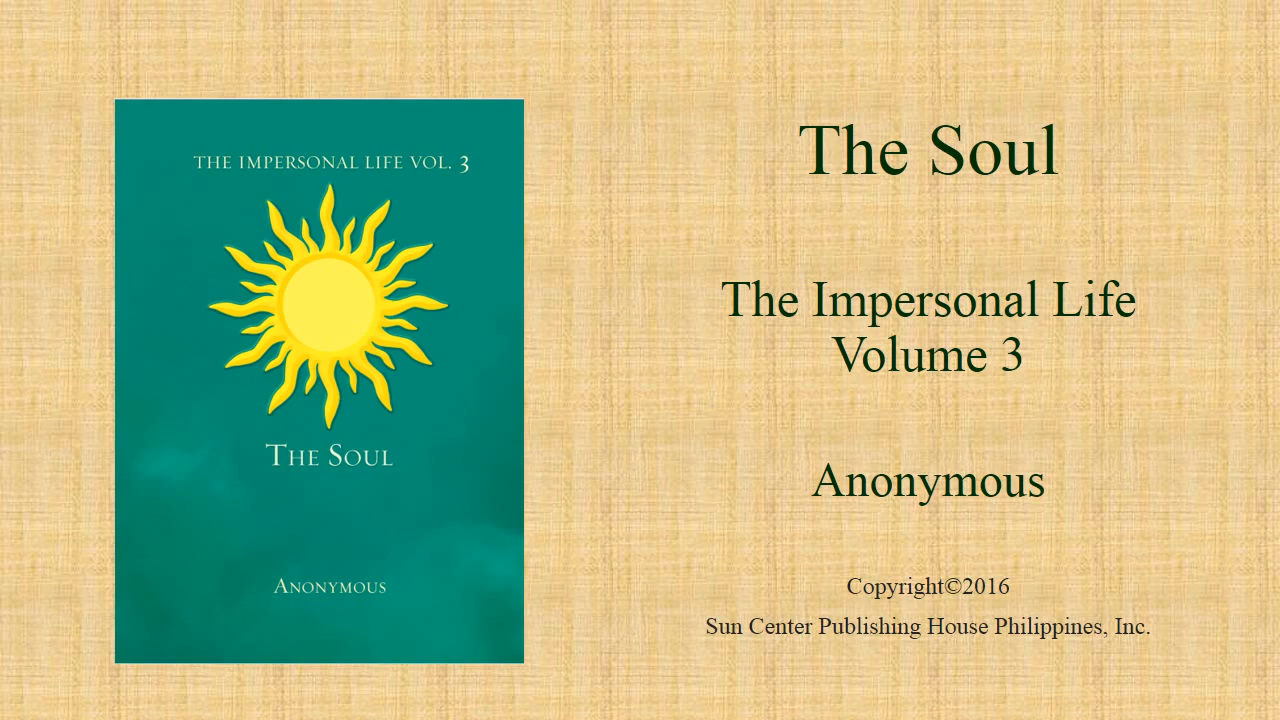 THE IMPERSONAL LIFE VOL. 3
THE SOUL
ANONYMOUS
The Soul
The Impersonal Life
Volume 3
Anonymous
Copyright©2016
Sun Center Publishing House Philippines, Inc.